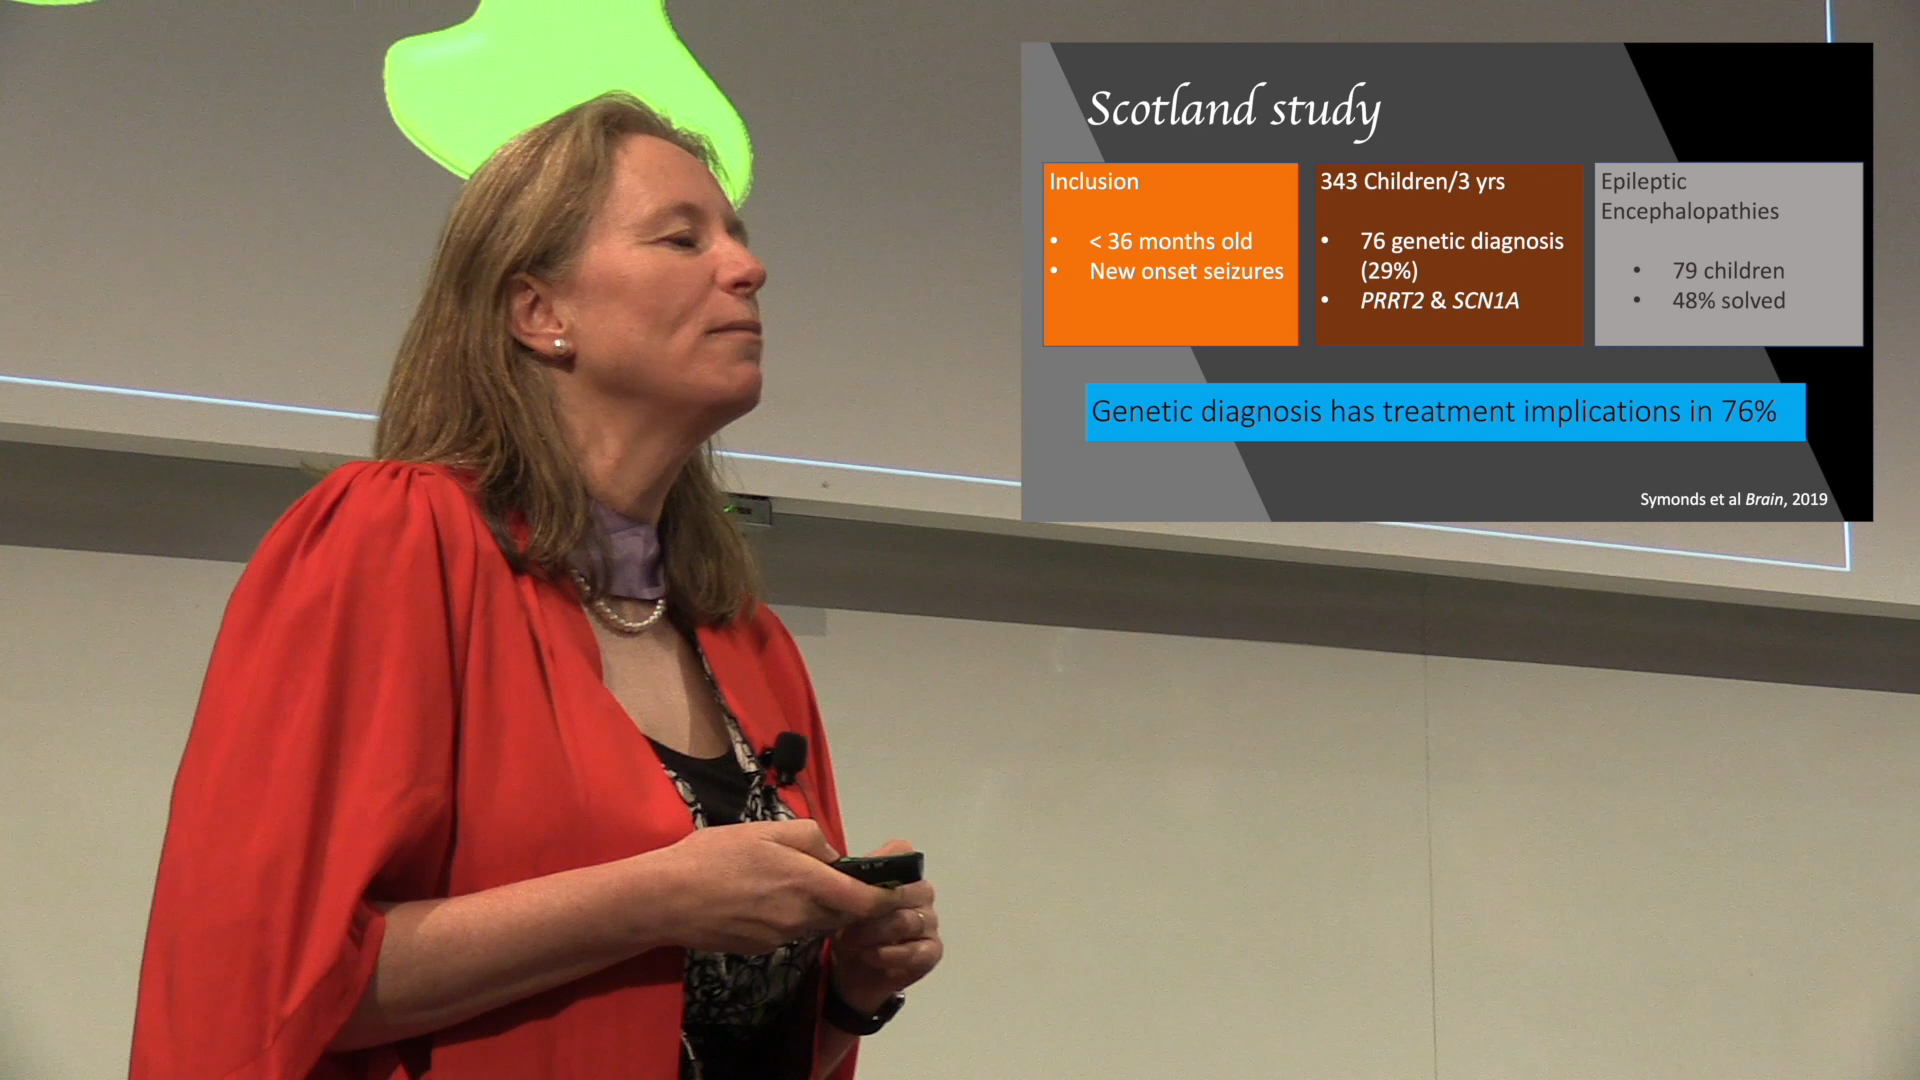 Scotland study
Inclusion
• < 36 months old
• New onset seizures
343 Children/3 yrs
• 76 genetic diagnosis
(29%)
• PRRT2 & SCN1A
Epileptic
Encephalopathies
• 79 children
• 48% solved
Genetic diagnosis has treatment implications in 76%
Symonds et al Brain, 2019